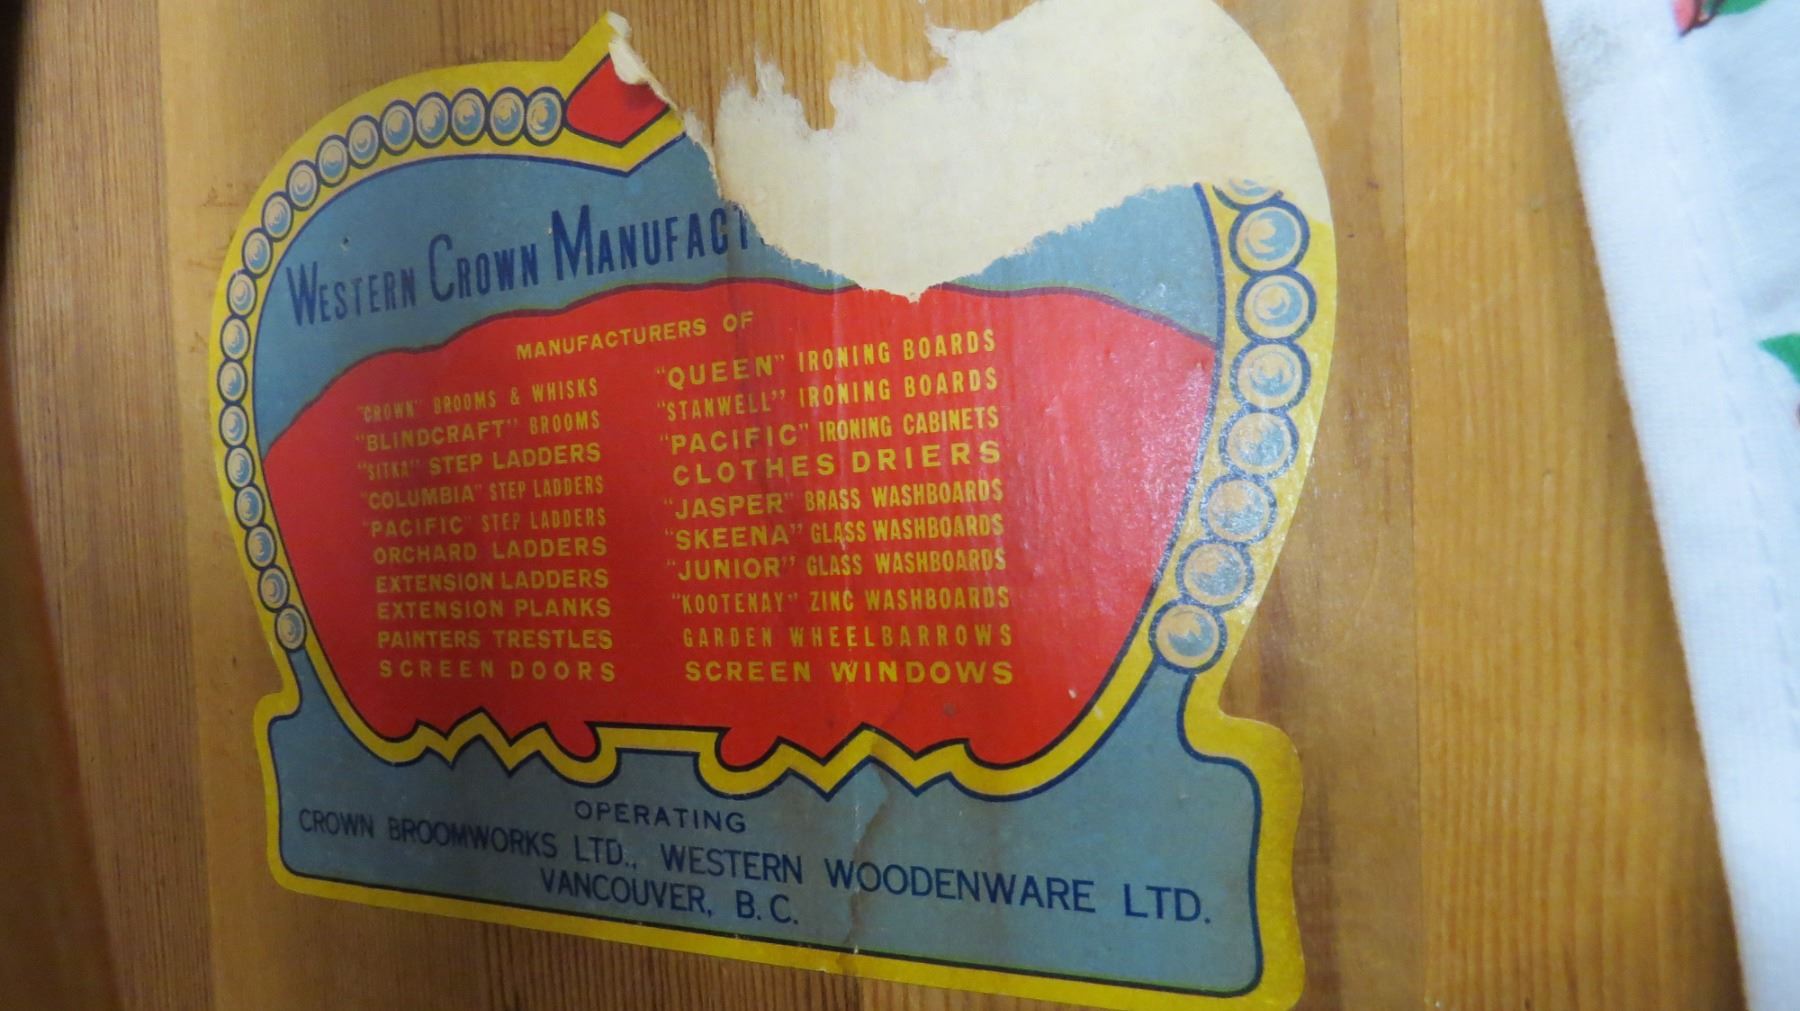 WESTERN CROWN MANUFACT
MANUFACTURERS OF
"CROWN" BROOMS & WHISKS
"BLINDCRAFT" BROOMS
"SITKA" STEP LADDERS
"COLUMBIA" STEP LADDERS
"PACIFIC" STEP LADDERS
ORCHARD LADDERS
EXTENSION LADDERS
EXTENSION PLANKS
PAINTERS TRESTLES
SCREEN DOORS
"QUEEN" IRONING BOARDS
"STANWELL" IRONING BOARDS
"PACIFIC" IRONING CABINETS
CLOTHES DRIERS
"JASPER" BRASS WASHBOARDS
"SKEENA" GLASS WASHBOARDS
"JUNIOR" GLASS WASHBOARDS
"KOOTENAY" ZINC WASHBOARDS
GARDEN WHEELBARROWS
SCREEN WINDOWS
OPERATING
CROWN BROOMWORKS LTD., WESTERN WOODENWARE LTD.
VANCOUVER, B.C.